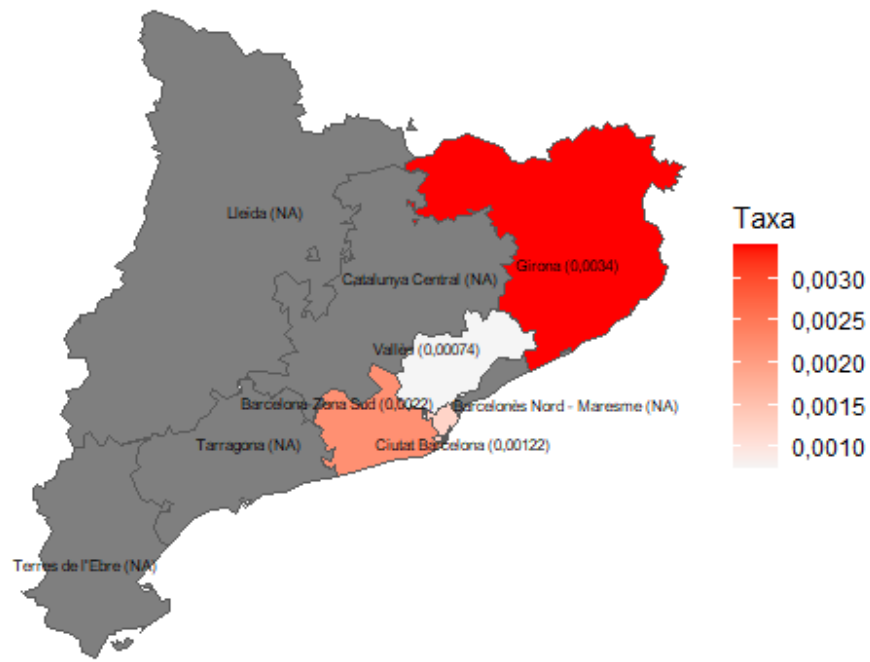 Lleida (NA)
Girona (0,0034)
Catalunya Central (NA)
Vallès (0,00074)
Barcelona-Zona Sud (0,0022)
Barcelonès Nord - Maresme (NA)
Tarragona (NA)
Ciutat Barcelona (0,00122)
Terres de l'Ebre (NA)
Taxa
0,0030
0,0025
0,0020
0,0015
0,0010